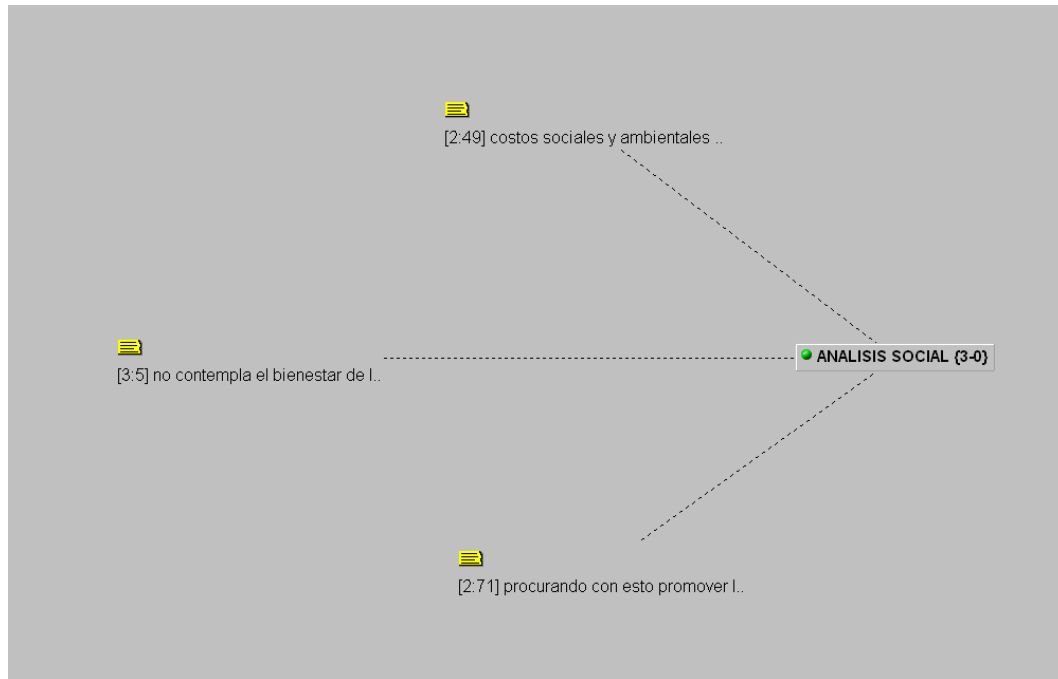 [2:49] costos sociales y ambientales ..
[3:5] no contempla el bienestar de l..
ANALISIS SOCIAL {3-0}
[2:71] procurando con esto promover l..